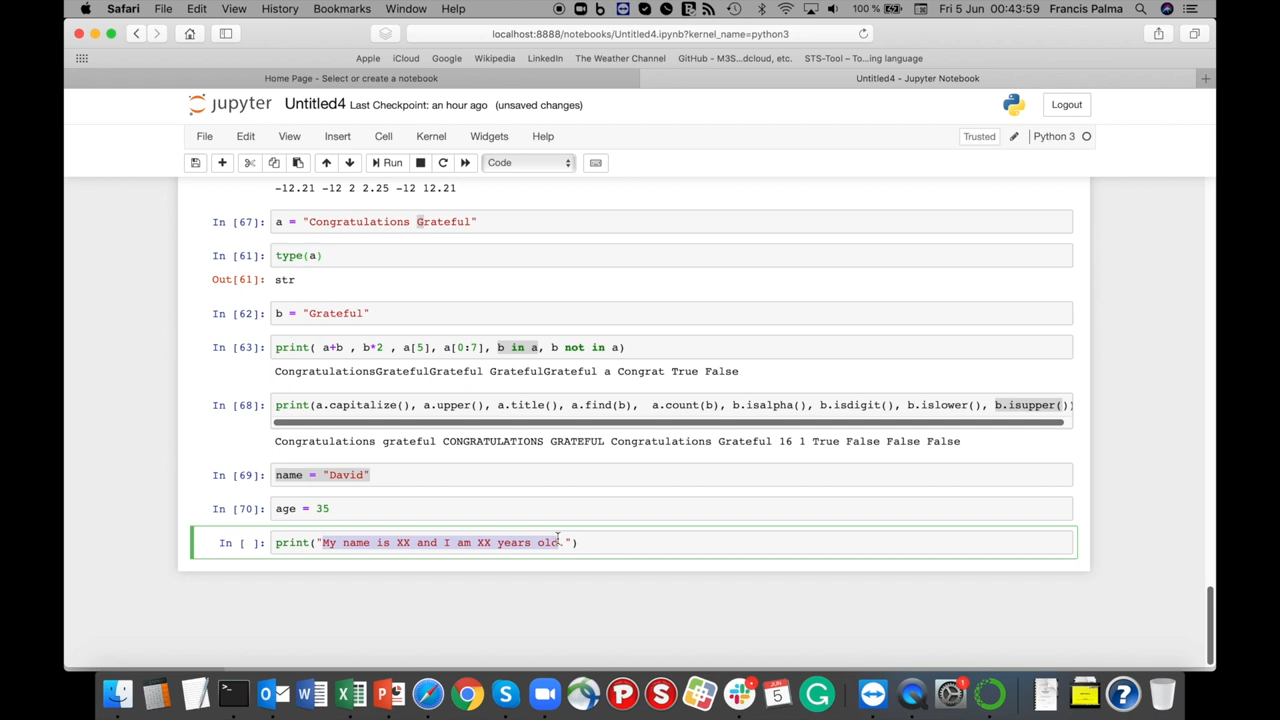 Safari File Edit View History Bookmarks Window Help 100 % Fri 5 Jun 00:43:59 Francis Palma
localhost:8888/notebooks/Untitled4.ipynb?kernel_name=python3
Apple iCloud Google Wikipedia LinkedIn The Weather Channel GitHub - M3S...dcloud, etc. STS-Tool – To...ing language
Home Page - Select or create a notebook Untitled4 - Jupyter Notebook
jupyter Untitled4 Last Checkpoint: an hour ago (unsaved changes) Logout
File Edit View Insert Cell Kernel Widgets Help Trusted Python 3
Run Code
-12.21 -12 2 2.25 -12 12.21
In [67]: a = "Congratulations Grateful"
In [61]: type(a)
Out[61]: str
In [62]: b = "Grateful"
In [63]: print( a+b , b*2 , a[5], a[0:7], b in a, b not in a)
CongratulationsGratefulGrateful GratefulGrateful a Congrat True False
In [68]: print(a.capitalize(), a.upper(), a.title(), a.find(b), a.count(b), b.isalpha(), b.isdigit(), b.islower(), b.isupper())
Congratulations grateful CONGRATULATIONS GRATEFUL Congratulations Grateful 16 1 True False False False
In [69]: name = "David"
In [70]: age = 35
In [ ]: print("My name is XX and I am XX years old.")
JUN
5
1